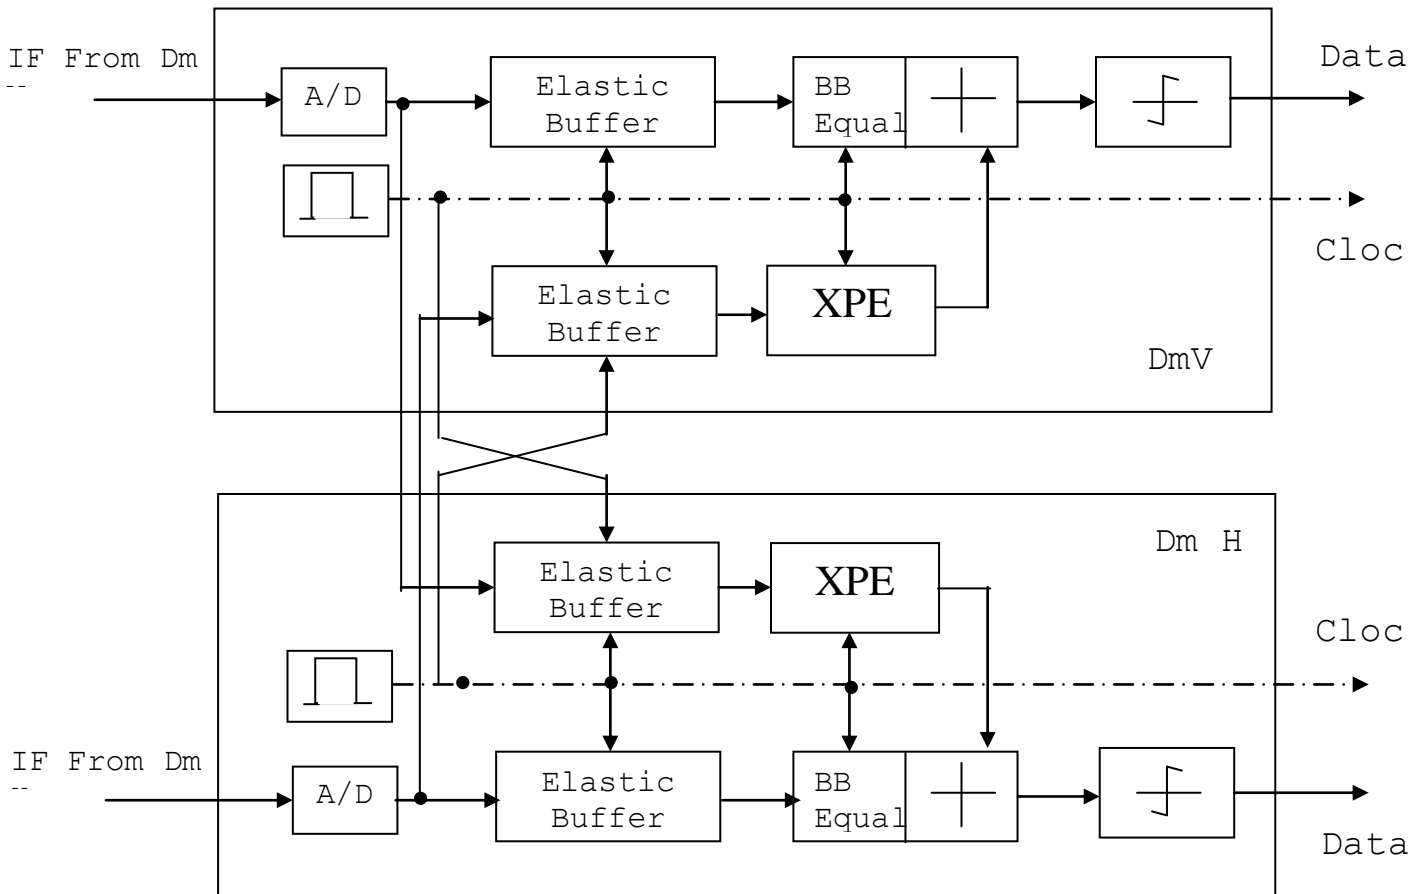 IF From Dm
--
A/D
Elastic
Buffer
BB
Equal
Data
Cloc
Elastic
Buffer
XPE
DmV
Dm H
Elastic
Buffer
XPE
Cloc
IF From Dm
--
A/D
Elastic
Buffer
BB
Equal
Data